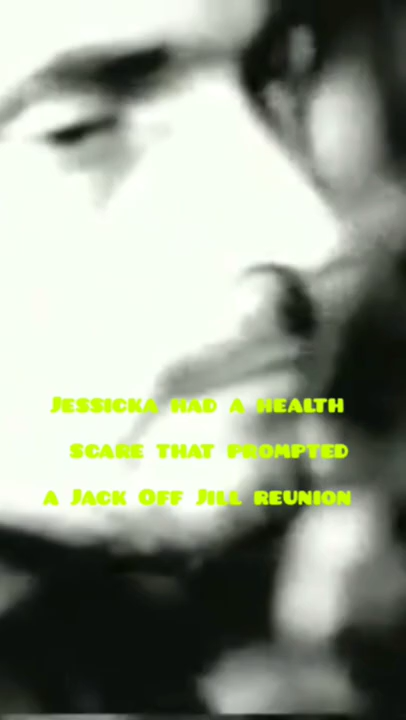 Jessicka had a health
scare that prompted
a Jack Off Jill reunion